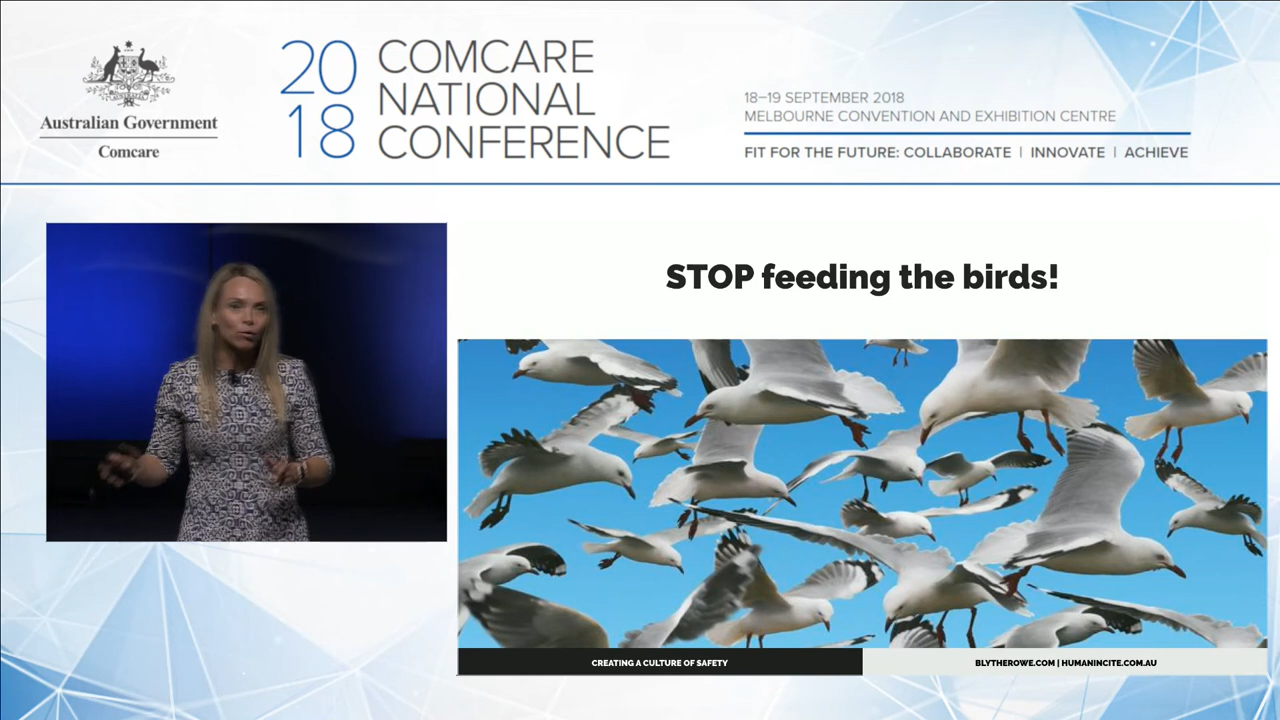 Australian Government
Comcare
20
18
COMCARE
NATIONAL
CONFERENCE
18–19 SEPTEMBER 2018
MELBOURNE CONVENTION AND EXHIBITION CENTRE
FIT FOR THE FUTURE: COLLABORATE | INNOVATE | ACHIEVE
STOP feeding the birds!
CREATING A CULTURE OF SAFETY
BLYTHEROWE.COM | HUMANINCITE.COM.AU